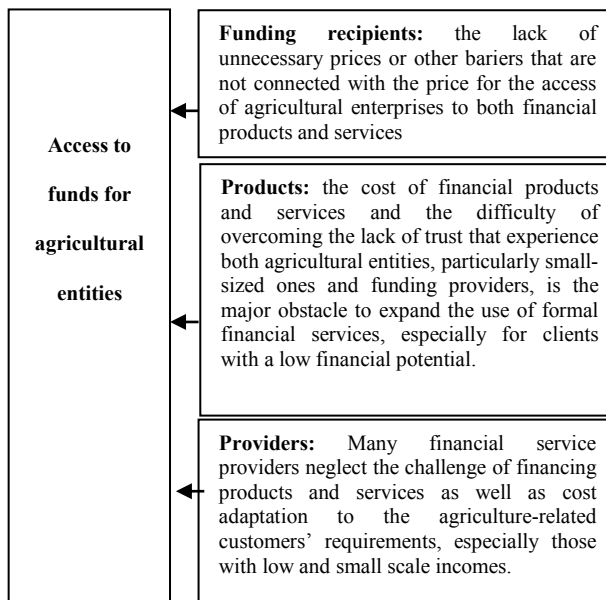 Access to
funds for
agricultural
entities
Funding recipients: the lack of
unnecessary prices or other bariers that are
not connected with the price for the access
of agricultural enterprises to both financial
products and services
Products: the cost of financial products
and services and the difficulty of
overcoming the lack of trust that experience
both agricultural entities, particularly small-
sized ones and funding providers, is the
major obstacle to expand the use of formal
financial services, especially for clients
with a low financial potential.
Providers: Many financial service
providers neglect the challenge of financing
products and services as well as cost
adaptation to the agriculture-related
customers’ requirements, especially those
with low and small scale incomes.